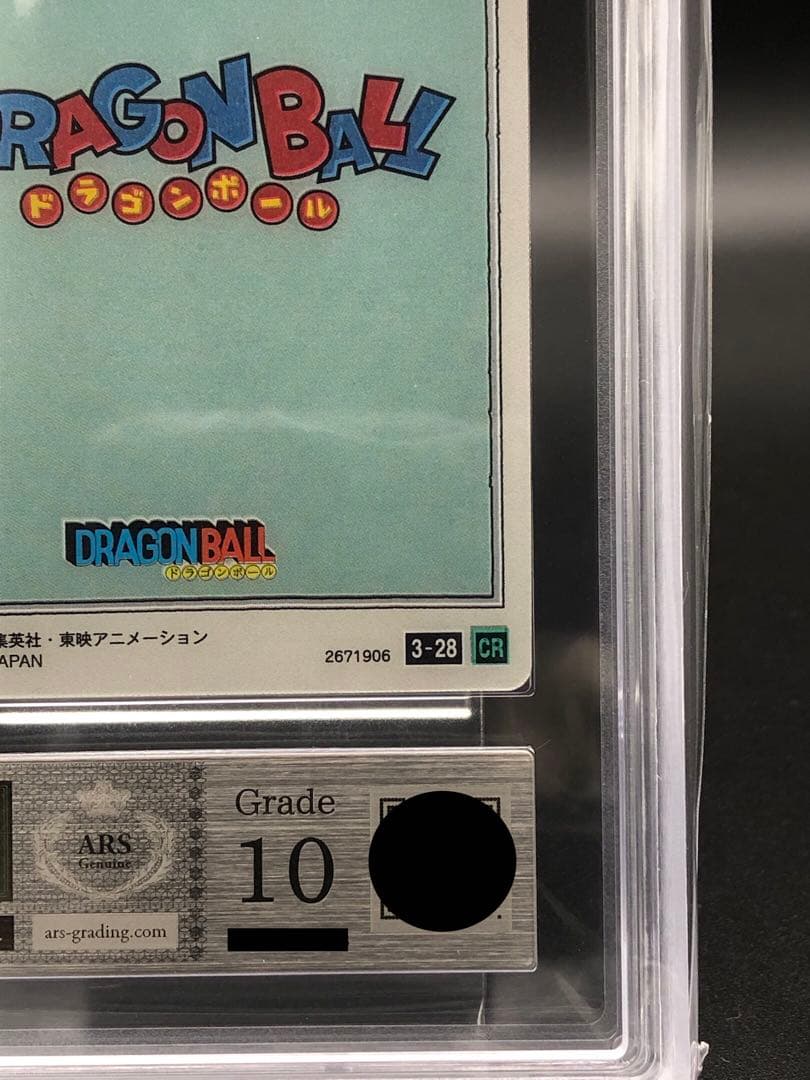 DRAGON BALL
ドラゴンボール
DRAGON BALL
ドラゴンボール
集英社・東映アニメーション
JAPAN
2671906 3-28 CR
ARS
Genuine
ars-grading.com
Grade
10